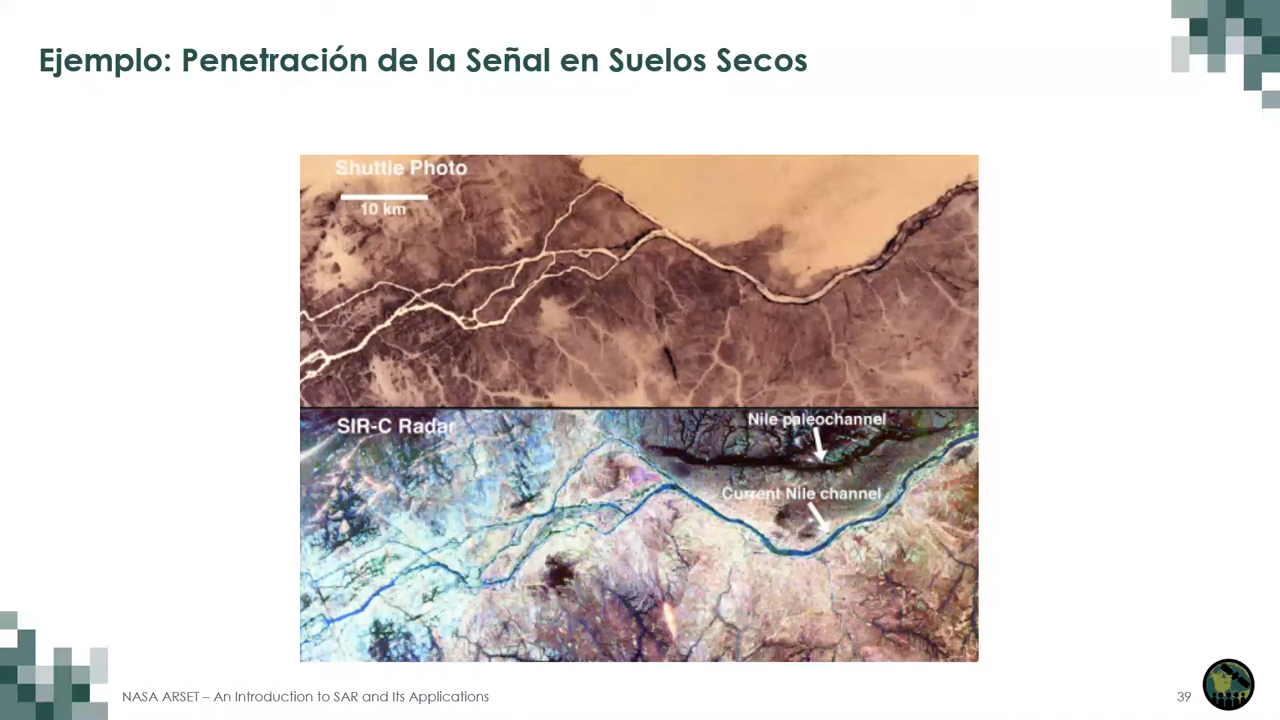 Ejemplo: Penetración de la Señal en Suelos Secos
Shuttle Photo
10 km
SIR-C Radar
Nile paleochannel
Current Nile channel
NASA ARSET – An Introduction to SAR and Its Applications
39